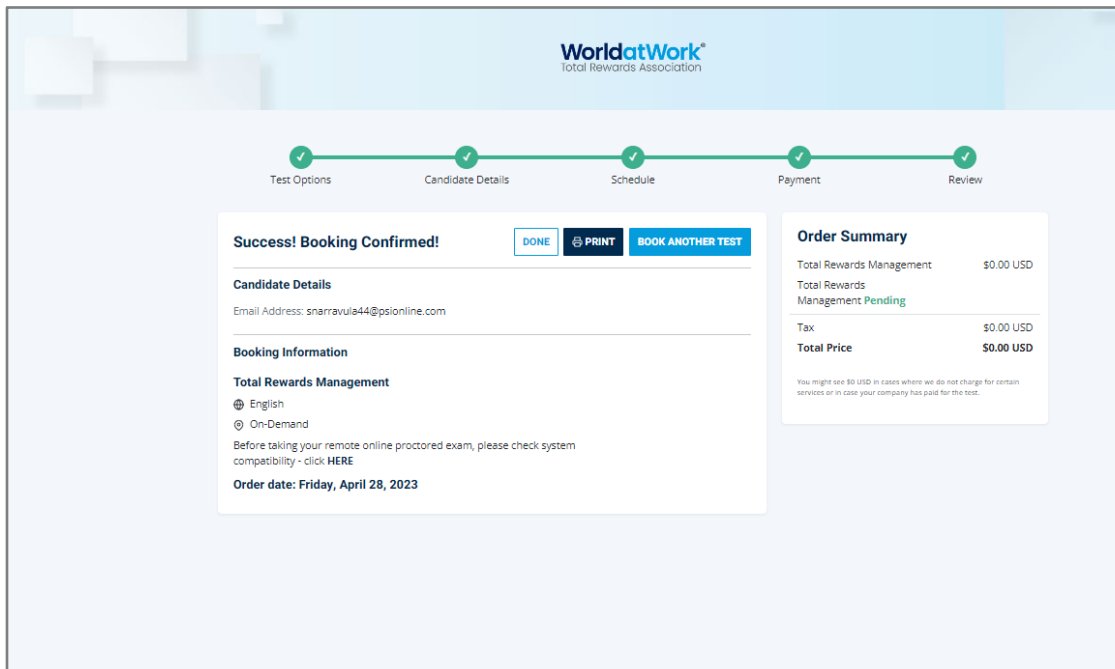 WorldatWork®
Total Rewards Association
Test Options
Candidate Details
Schedule
Payment
Review
Success! Booking Confirmed!
DONE
PRINT
BOOK ANOTHER TEST
Candidate Details
Email Address: snarravula44@psionline.com
Booking Information
Total Rewards Management
English
On-Demand
Before taking your remote online proctored exam, please check system
compatibility - click HERE
Order date: Friday, April 28, 2023
Order Summary
Total Rewards Management $0.00 USD
Total Rewards
Management Pending
Tax $0.00 USD
Total Price $0.00 USD
You might see $0 USD in cases where we do not charge for certain
services or in case your company has paid for the test.